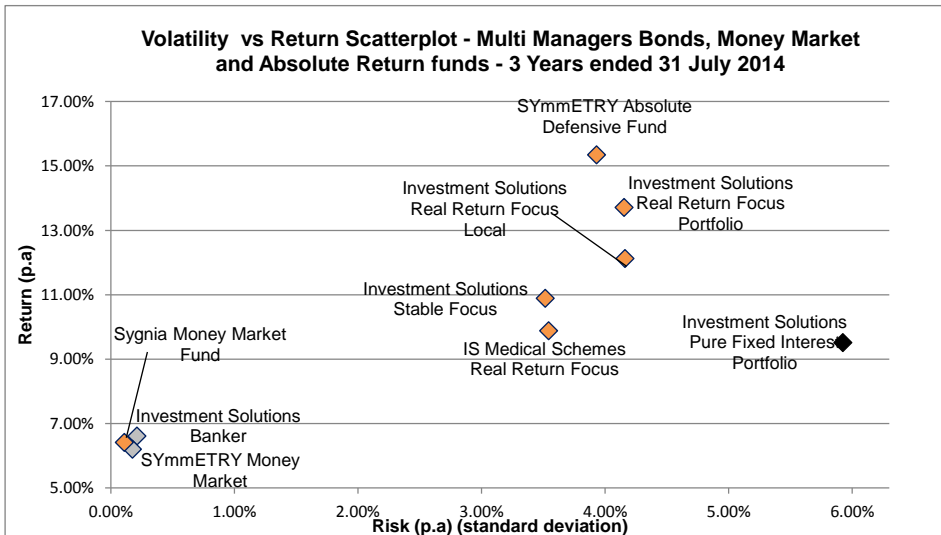 Volatility  vs Return Scatterplot - Multi Managers Bonds, Money Market
and Absolute Return funds - 3 Years ended 31 July 2014
17.00%
15.00%
13.00%
11.00%
9.00%
7.00%
5.00%
Return (p.a)
SYmmETRY Absolute
Defensive Fund
Investment Solutions
Real Return Focus
Portfolio
Investment Solutions
Real Return Focus
Local
Investment Solutions
Stable Focus
IS Medical Schemes
Real Return Focus
Investment Solutions
Pure Fixed Interest
Portfolio
Sygnia Money Market
Fund
Investment Solutions
Banker
SYmmETRY Money
Market
0.00%
1.00%
2.00%
3.00%
4.00%
5.00%
6.00%
Risk (p.a) (standard deviation)